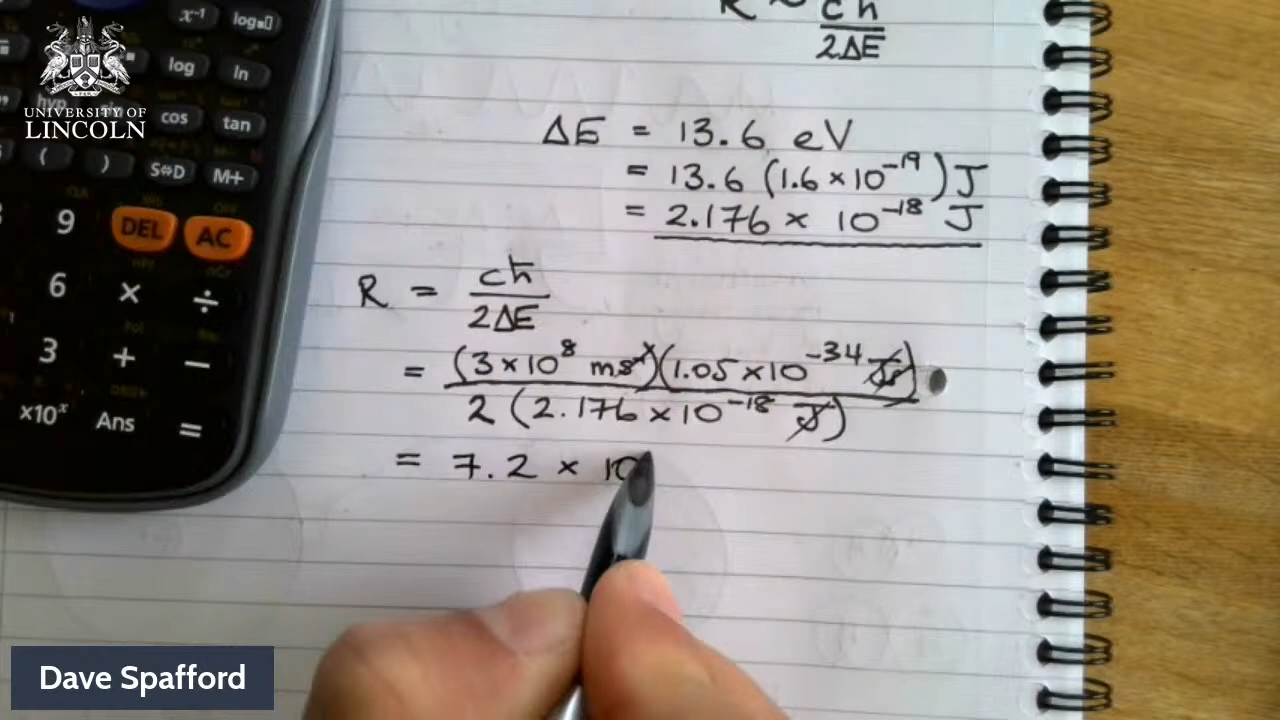 x⁻¹ log
log ln
UNIVERSITY OF
LINCOLN
hyp cos tan
( ) S⇔D M+
9 DEL AC
6 × ÷
3 + −
×10ˣ Ans =
R ~ cħ
2ΔE
ΔE = 13.6 eV
= 13.6 (1.6 × 10⁻¹⁹) J
= 2.176 × 10⁻¹⁸ J
R = cħ
2ΔE
= (3 × 10⁸ ms⁻¹)(1.05 × 10⁻³⁴ Js)
2 (2.176 × 10⁻¹⁸ J)
= 7.2 × 10
Dave Spafford